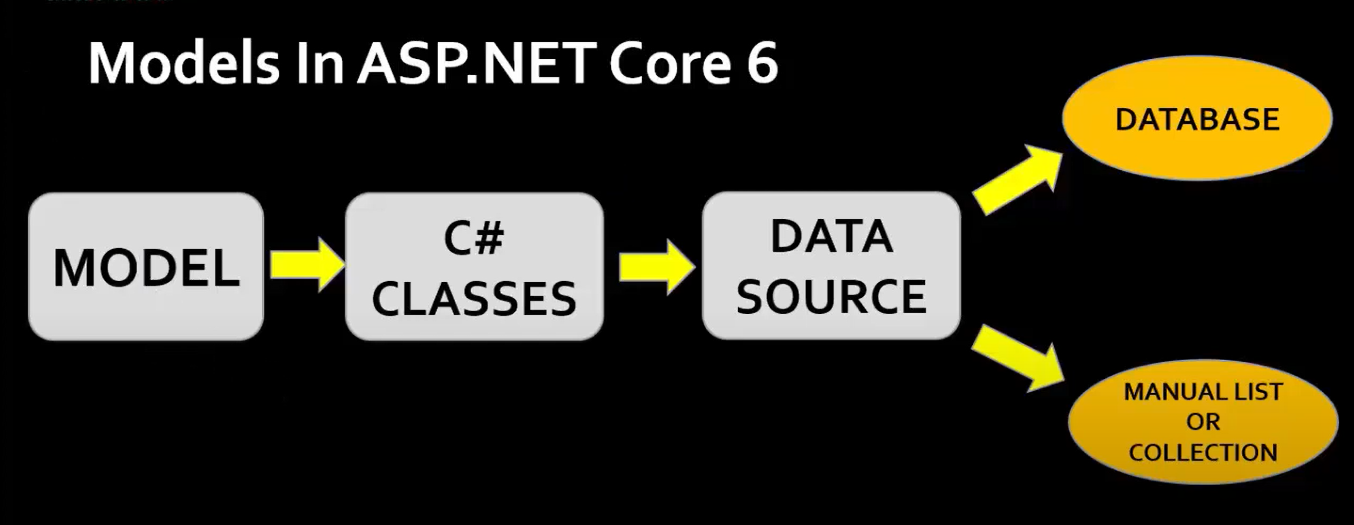 Models In ASP.NET Core 6
DATABASE
MODEL
C#
CLASSES
DATA
SOURCE
MANUAL LIST
OR
COLLECTION